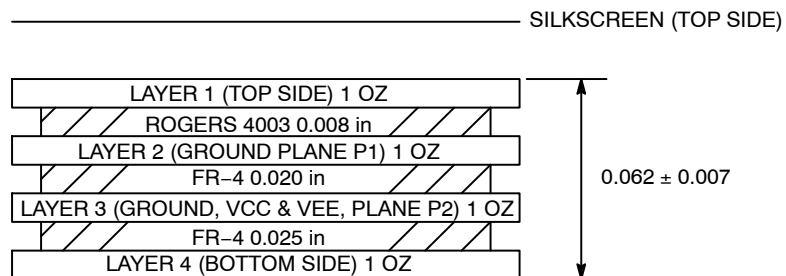 SILKSCREEN (TOP SIDE)
LAYER 1 (TOP SIDE) 1 OZ
ROGERS 4003 0.008 in
LAYER 2 (GROUND PLANE P1) 1 OZ
FR−4 0.020 in
0.062 ± 0.007
LAYER 3 (GROUND, VCC & VEE, PLANE P2) 1 OZ
FR−4 0.025 in
LAYER 4 (BOTTOM SIDE) 1 OZ